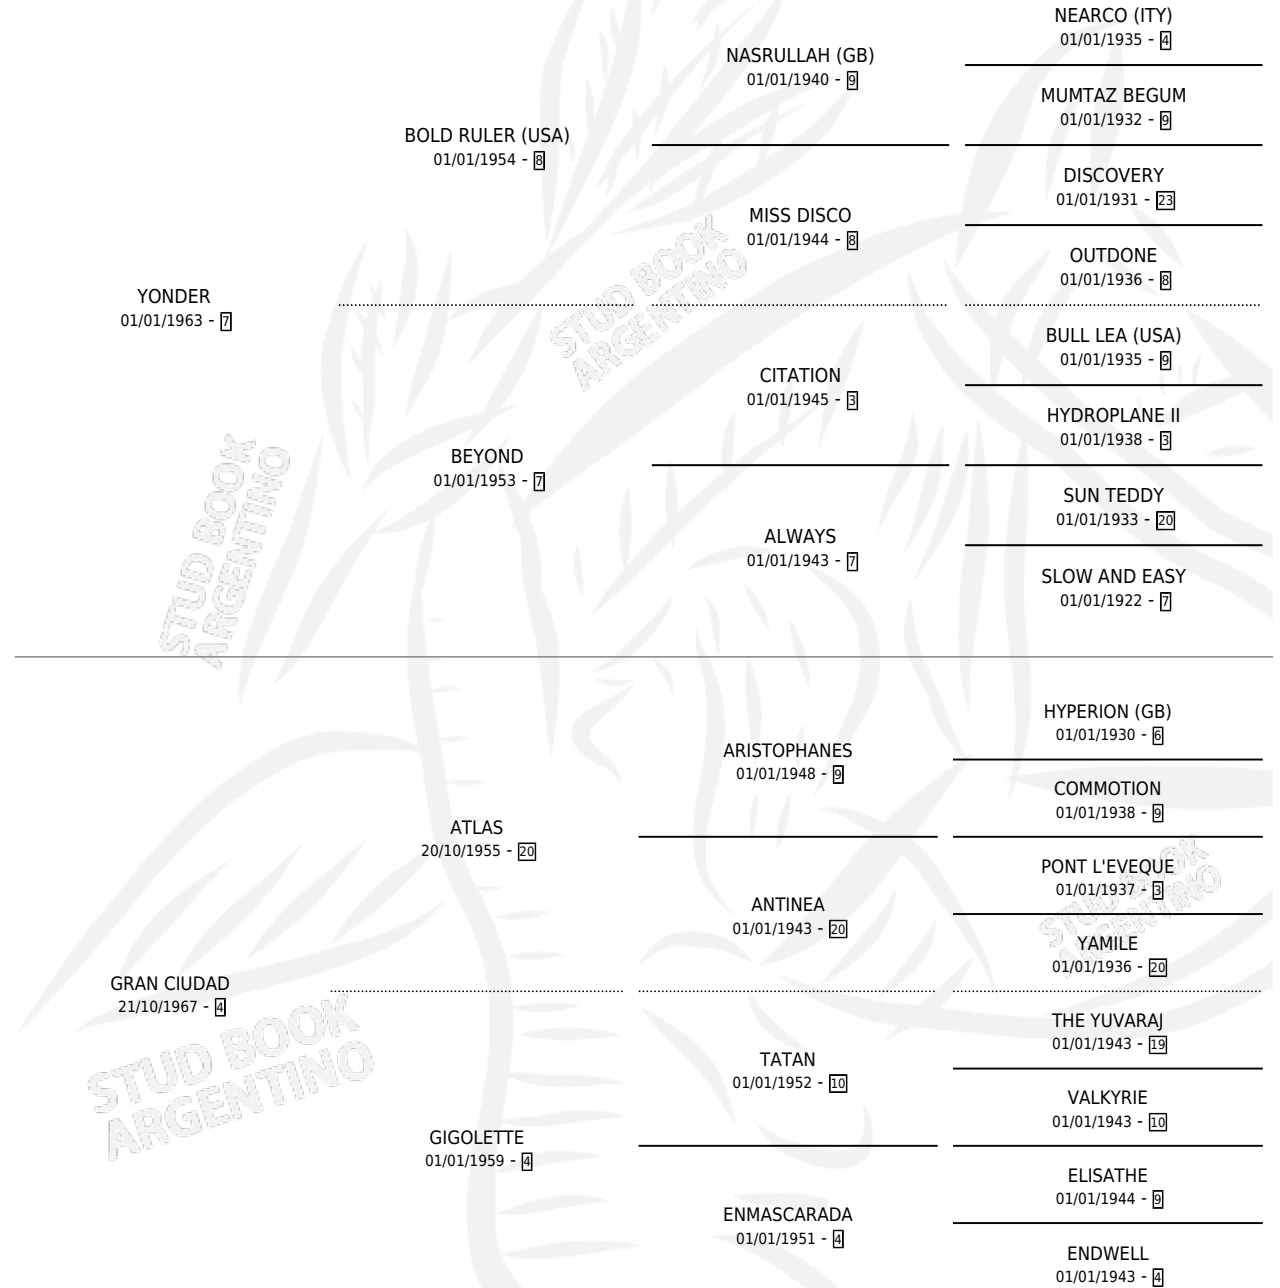 NEARCO (ITY)
01/01/1935 - 4
NASRULLAH (GB)
01/01/1940 - 9
MUMTAZ BEGUM
01/01/1932 - 9
BOLD RULER (USA)
01/01/1954 - 8
DISCOVERY
01/01/1931 - 23
MISS DISCO
01/01/1944 - 8
OUTDONE
01/01/1936 - 8
YONDER
01/01/1963 - 7
BULL LEA (USA)
01/01/1935 - 9
CITATION
01/01/1945 - 3
HYDROPLANE II
01/01/1938 - 3
BEYOND
01/01/1953 - 7
SUN TEDDY
01/01/1933 - 20
ALWAYS
01/01/1943 - 7
SLOW AND EASY
01/01/1922 - 7
HYPERION (GB)
01/01/1930 - 6
ARISTOPHANES
01/01/1948 - 9
COMMOTION
01/01/1938 - 9
ATLAS
20/10/1955 - 20
PONT L'EVEQUE
01/01/1937 - 3
ANTINEA
01/01/1943 - 20
YAMILE
01/01/1936 - 20
GRAN CIUDAD
21/10/1967 - 4
THE YUVARAJ
01/01/1943 - 19
TATAN
01/01/1952 - 10
VALKYRIE
01/01/1943 - 10
GIGOLETTE
01/01/1959 - 4
ELISATHE
01/01/1944 - 9
ENMASCARADA
01/01/1951 - 4
ENDWELL
01/01/1943 - 4
STUD BOOK
ARGENTINO
STUD BOOK
ARGENTINO
STUD BOOK
ARGENTINO
STUD BOOK
ARGENTINO